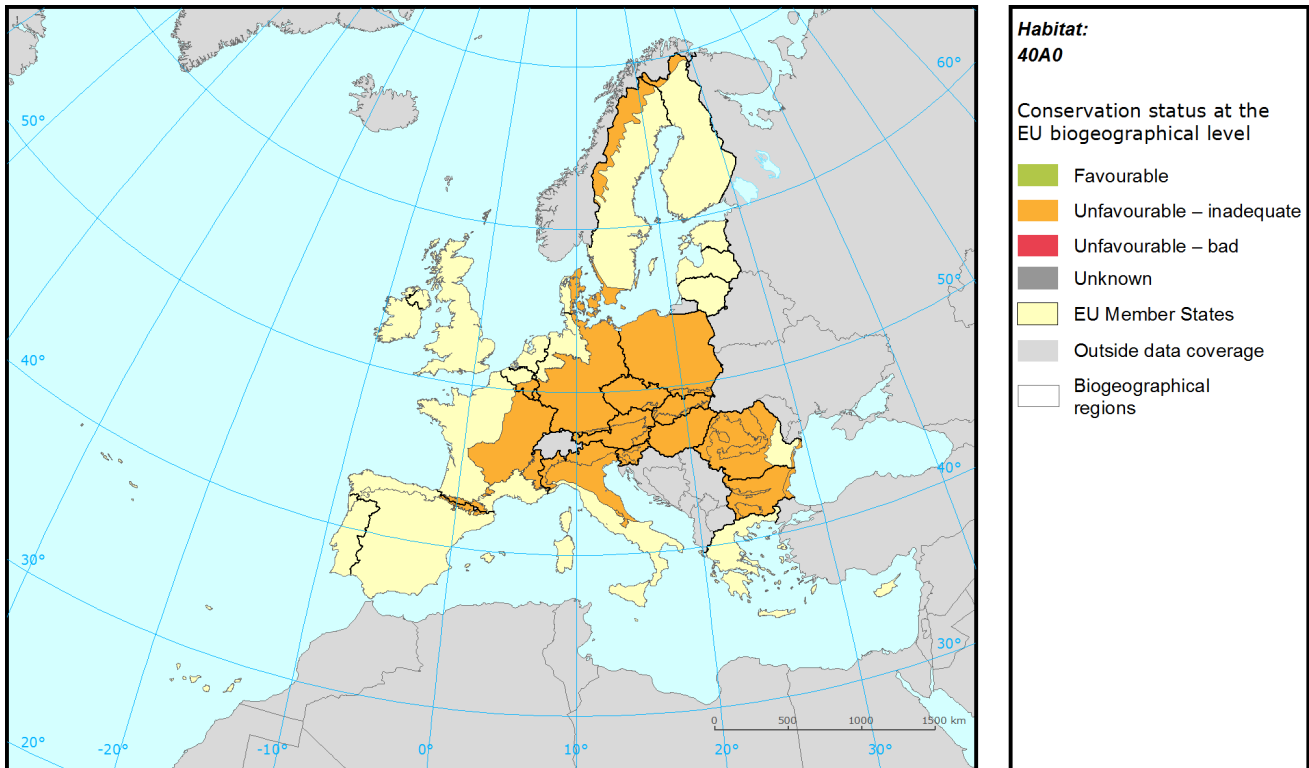 Habitat:
40A0
Conservation status at the
EU biogeographical level
Favourable
Unfavourable – inadequate
Unfavourable – bad
Unknown
EU Member States
Outside data coverage
Biogeographical
regions
60°
50°
50°
40°
40°
30°
30°
0 500 1000 1500 km
20° -20° -10° 0° 10° 20° 30°